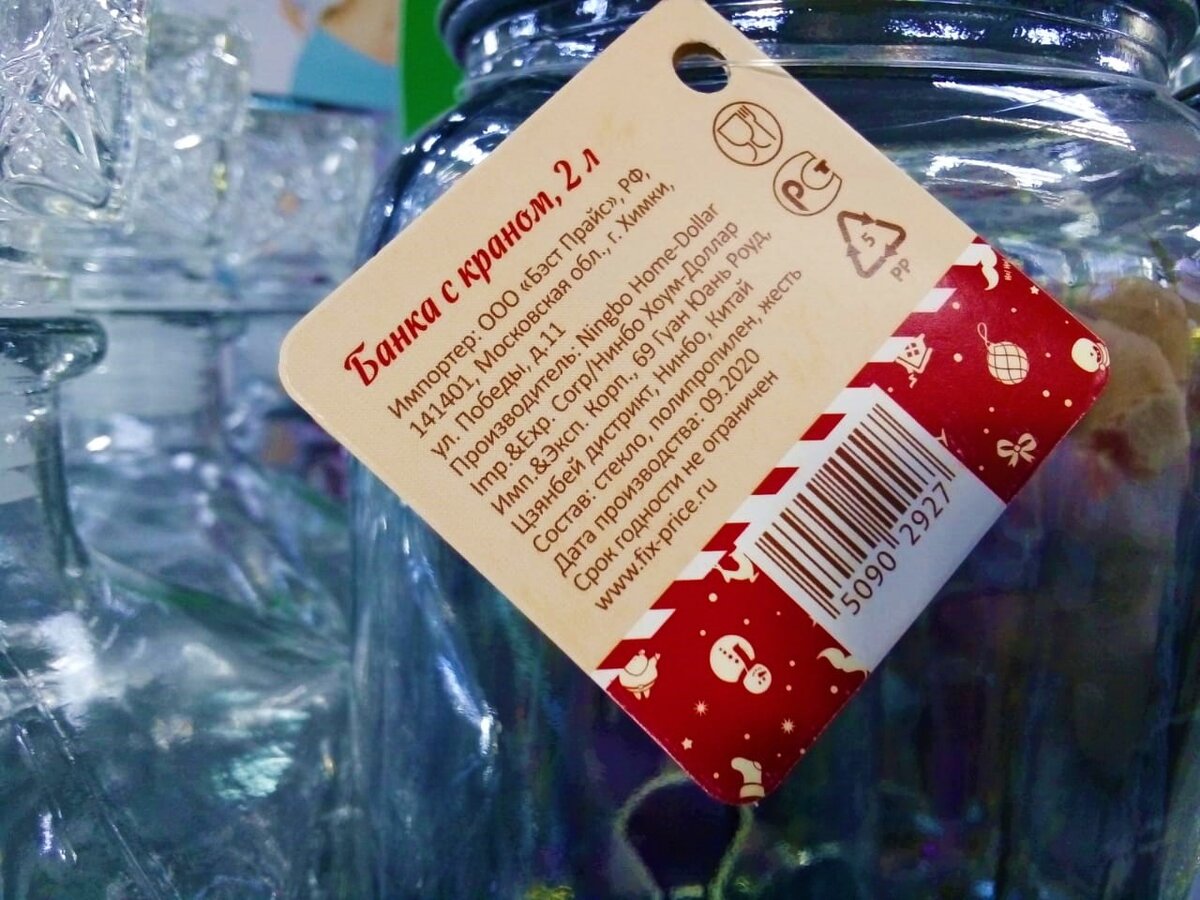 Банка с краном, 2 л
Импортер: ООО «Бэст Прайс», РФ,
141401, Московская обл., г. Химки,
ул. Победы, д.11
Производитель: Ningbo Home-Dollar
Imp.&Exp. Corp/Нинбо Хоум-Доллар
Имп.&Эксп. Корп., 69 Гуан Юань Роуд,
Цзянбей дистрикт, Нинбо, Китай
Состав: стекло, полипропилен, жесть
Дата производства: 09.2020
Срок годности не ограничен
www.fix-price.ru
РСТ
5
PP
5090 2927